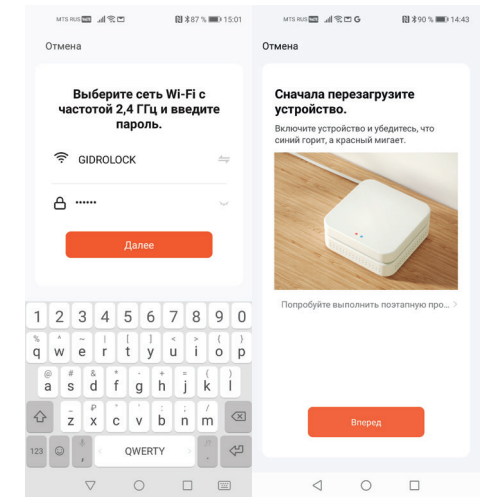 MTS RUS 87 % 15:01
Отмена
Выберите сеть Wi-Fi с
частотой 2,4 ГГц и введите
пароль.
GIDROLOCK
••••••
Далее
1 2 3 4 5 6 7 8 9 0
% ^ ~ | [ ] < > { }
q w e r t y u i o p
@ # & * - + = ( )
a s d f g h j k l
z x c v b n m
123 , QWERTY .
MTS RUS G 90 % 14:43
Отмена
Сначала перезагрузите
устройство.
Включите устройство и убедитесь, что
синий горит, а красный мигает.
Попробуйте выполнить поэтапную про...
Вперед